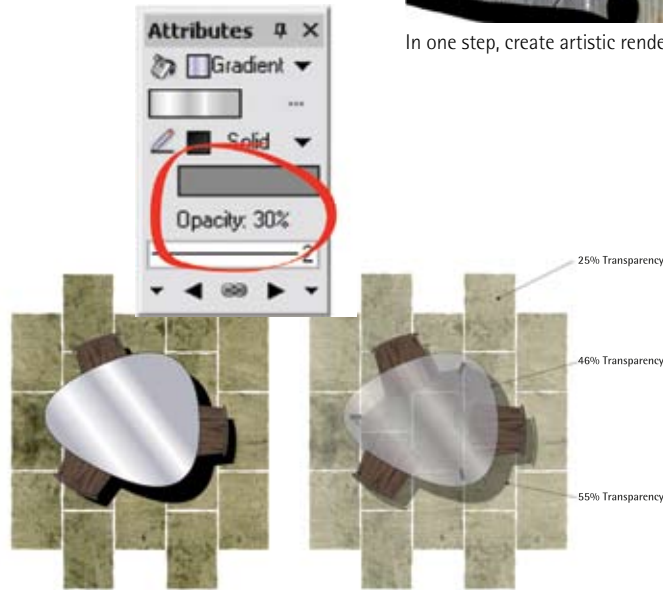 In one step, create artistic rende
Attributes
Gradient
...
Solid
Opacity: 30%
2
25% Transparency
46% Transparency
55% Transparency